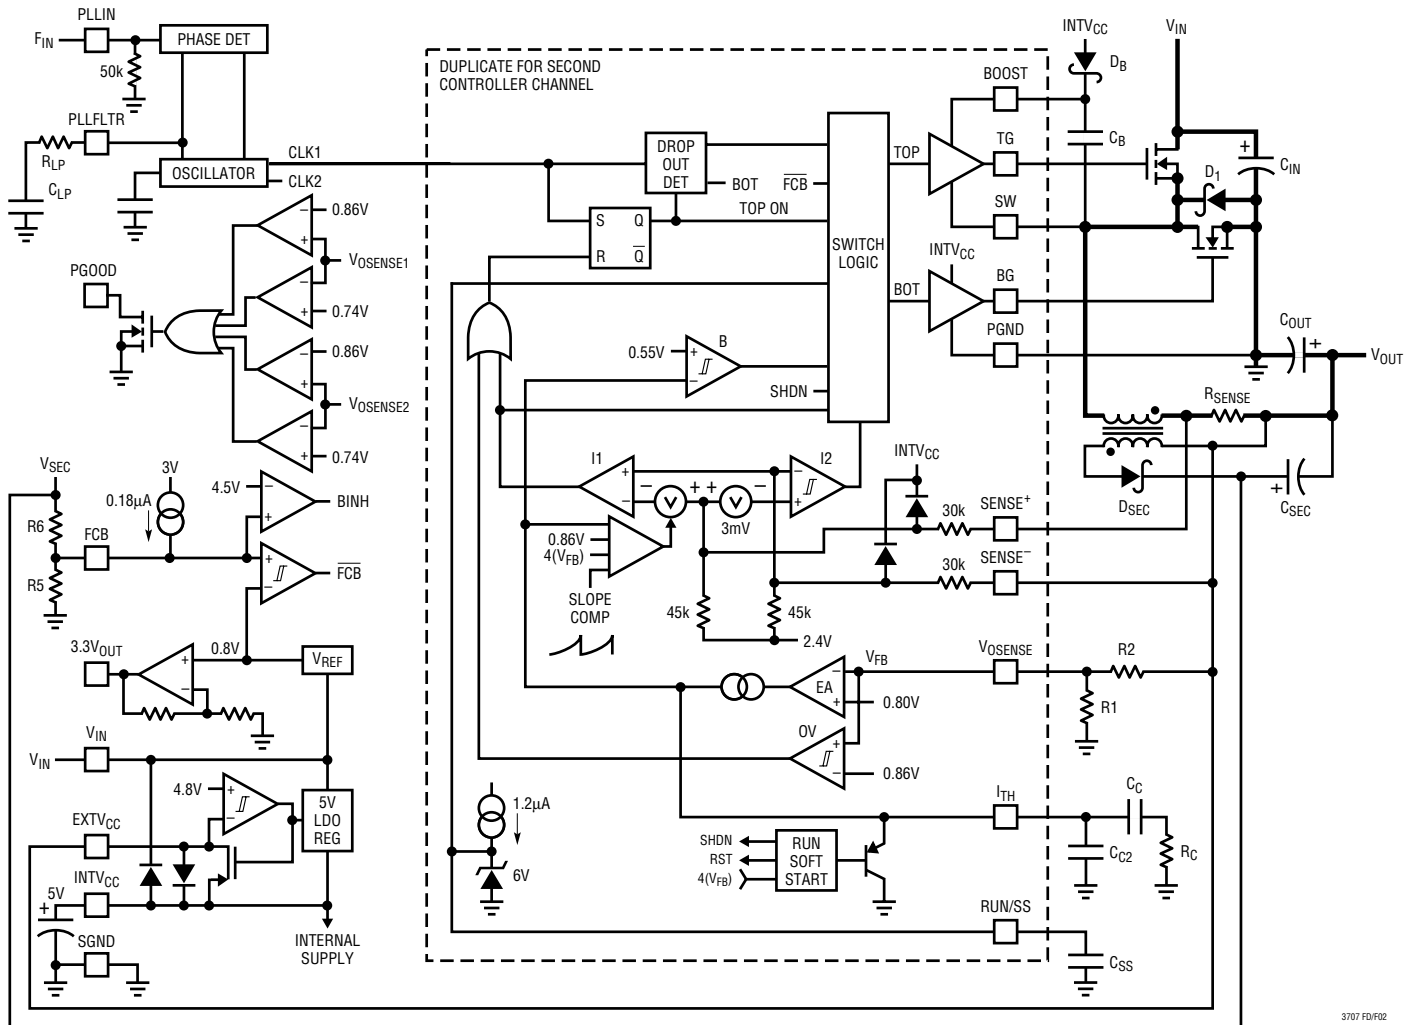 PLLIN
F_IN
50k
PHASE DET
PLLFLTR
R_LP
C_LP
OSCILLATOR
CLK1
CLK2
0.86V
V_OSENSE1
0.74V
0.86V
V_OSENSE2
0.74V
PGOOD
V_SEC
R6
R5
FCB
0.18µA
3V
4.5V
BINH
F̅C̅B̅
3.3V_OUT
0.8V
V_REF
V_IN
V_IN
EXTV_CC
4.8V
5V
LDO
REG
INTV_CC
5V
+
SGND
INTERNAL
SUPPLY
DUPLICATE FOR SECOND
CONTROLLER CHANNEL
DROP
OUT
DET
BOT
F̅C̅B̅
TOP ON
S
Q
R
Q̅
SWITCH
LOGIC
0.55V
B
SHDN
I1
I2
3mV
0.86V
4(V_FB)
SLOPE
COMP
45k
45k
2.4V
INTV_CC
30k
SENSE+
30k
SENSE–
V_FB
V_OSENSE
EA
0.80V
OV
0.86V
1.2µA
6V
SHDN
RST
4(V_FB)
RUN
SOFT
START
I_TH
RUN/SS
TOP
BOT
INTV_CC
BOOST
TG
SW
BG
PGND
INTV_CC
D_B
C_B
V_IN
+
C_IN
D_1
C_OUT
+
V_OUT
R_SENSE
D_SEC
+
C_SEC
R2
R1
C_C
C_C2
R_C
C_SS
3707 FD/F02